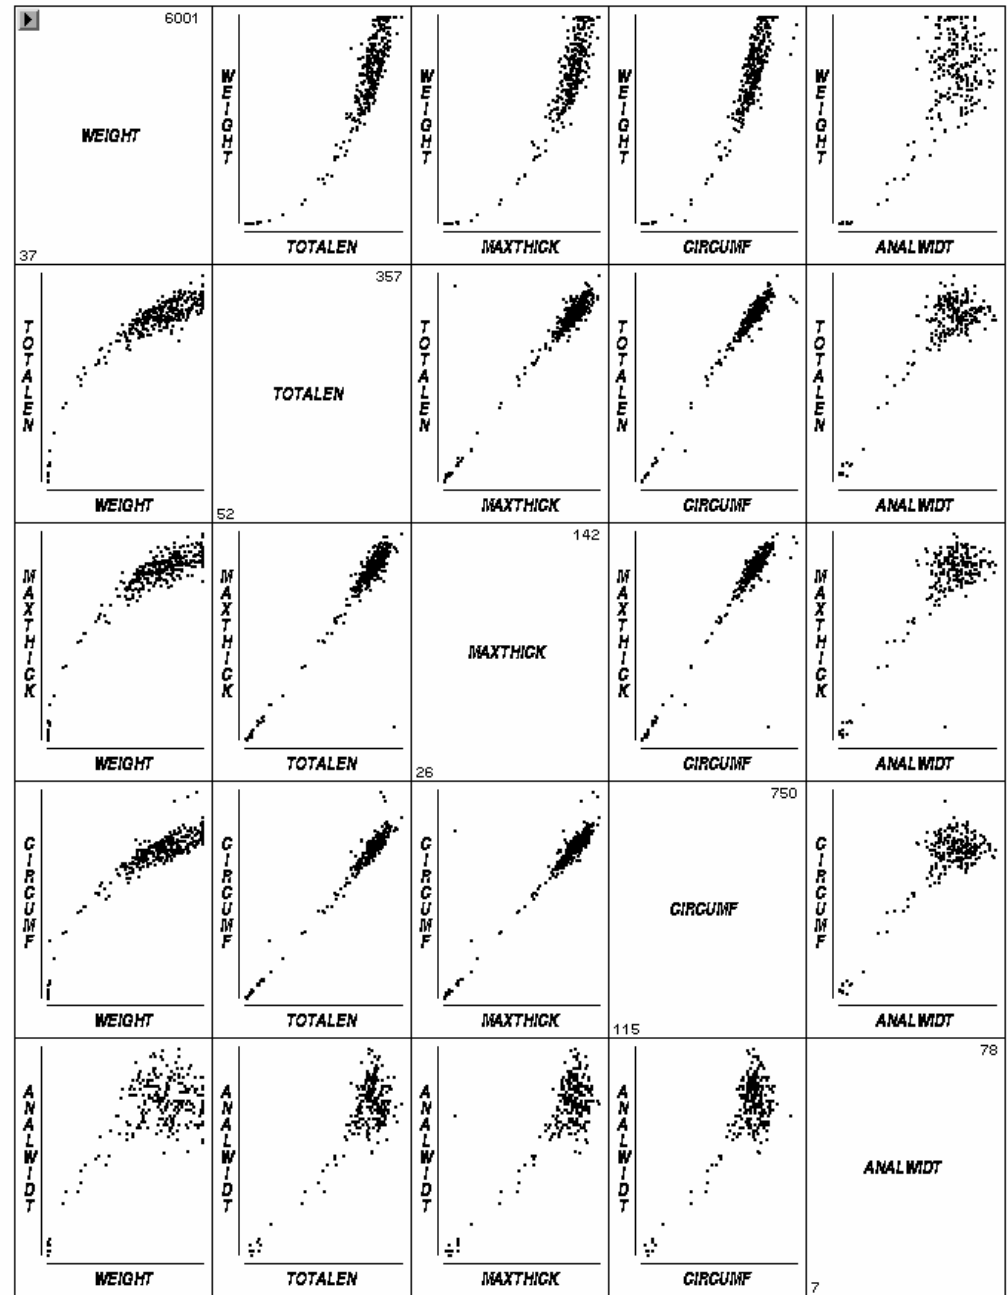 6001
WEIGHT
37
WEIGHT
TOTALEN
WEIGHT
MAXTHICK
WEIGHT
CIRCUMF
WEIGHT
ANALWIDT
TOTALEN
WEIGHT
357
TOTALEN
52
TOTALEN
MAXTHICK
TOTALEN
CIRCUMF
TOTALEN
ANALWIDT
MAXTHICK
WEIGHT
MAXTHICK
TOTALEN
142
MAXTHICK
26
MAXTHICK
CIRCUMF
MAXTHICK
ANALWIDT
CIRCUMF
WEIGHT
CIRCUMF
TOTALEN
CIRCUMF
MAXTHICK
750
CIRCUMF
115
CIRCUMF
ANALWIDT
ANALWIDT
WEIGHT
ANALWIDT
TOTALEN
ANALWIDT
MAXTHICK
ANALWIDT
CIRCUMF
78
ANALWIDT
7